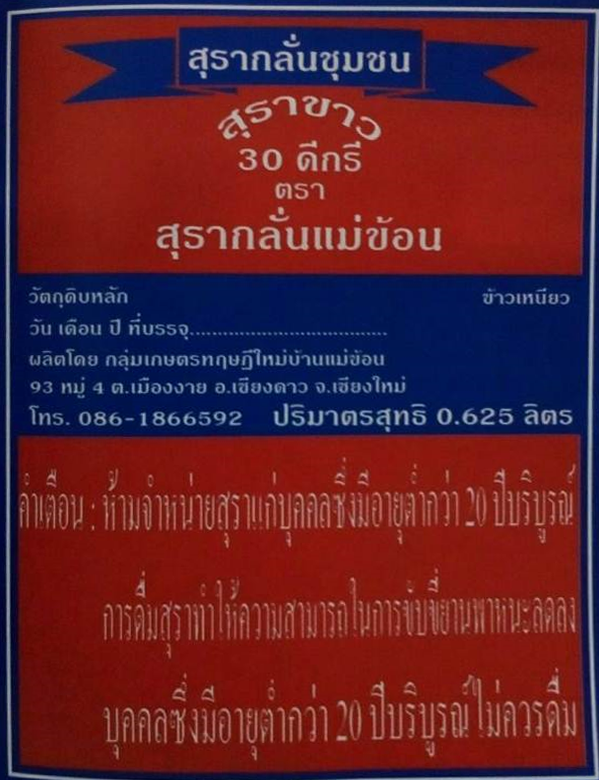 สุรากลั่นชุมชน
สุราขาว
30 ดีกรี
ตรา
สุรากลั่นแม่ข้อน
วัตถุดิบหลัก ข้าวเหนียว
วัน เดือน ปี ที่บรรจุ...................................
ผลิตโดย กลุ่มเกษตรทฤษฎีใหม่บ้านแม่ข้อน
93 หมู่ 4 ต.เมืองงาย อ.เชียงดาว จ.เชียงใหม่
โทร. 086-1866592 ปริมาตรสุทธิ 0.625 ลิตร
คำเตือน : ห้ามจำหน่ายสุราแก่บุคคลซึ่งมีอายุต่ำกว่า 20 ปีบริบูรณ์
การดื่มสุราทำให้ความสามารถในการขับขี่ยานพาหนะลดลง
บุคคลซึ่งมีอายุต่ำกว่า 20 ปีบริบูรณ์ ไม่ควรดื่ม